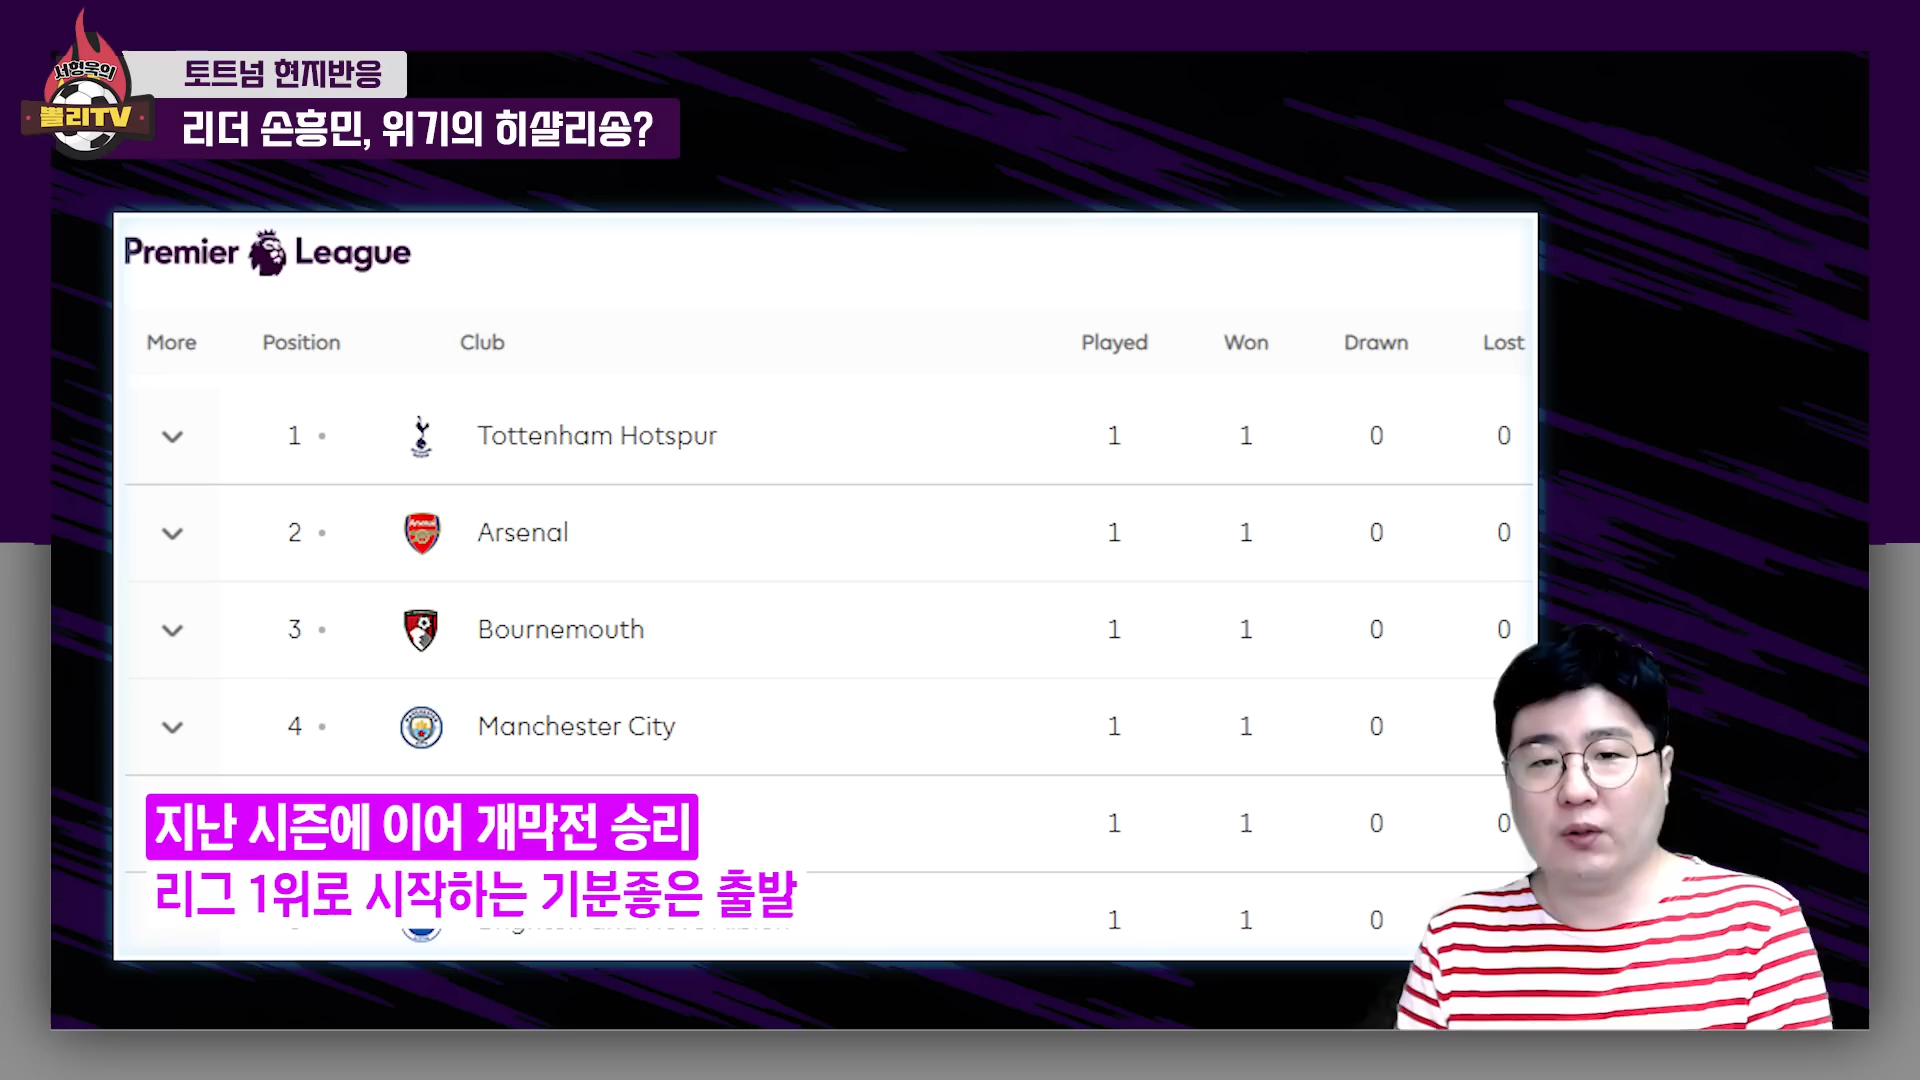 서형욱의
뽈리TV
토트넘 현지반응
리더 손흥민, 위기의 히샬리송?
Premier League
More Position Club Played Won Drawn Lost
1 Tottenham Hotspur 1 1 0 0
2 Arsenal 1 1 0 0
3 Bournemouth 1 1 0 0
4 Manchester City 1 1 0
지난 시즌에 이어 개막전 승리
1 1 0 0
리그 1위로 시작하는 기분좋은 출발
1 1 0